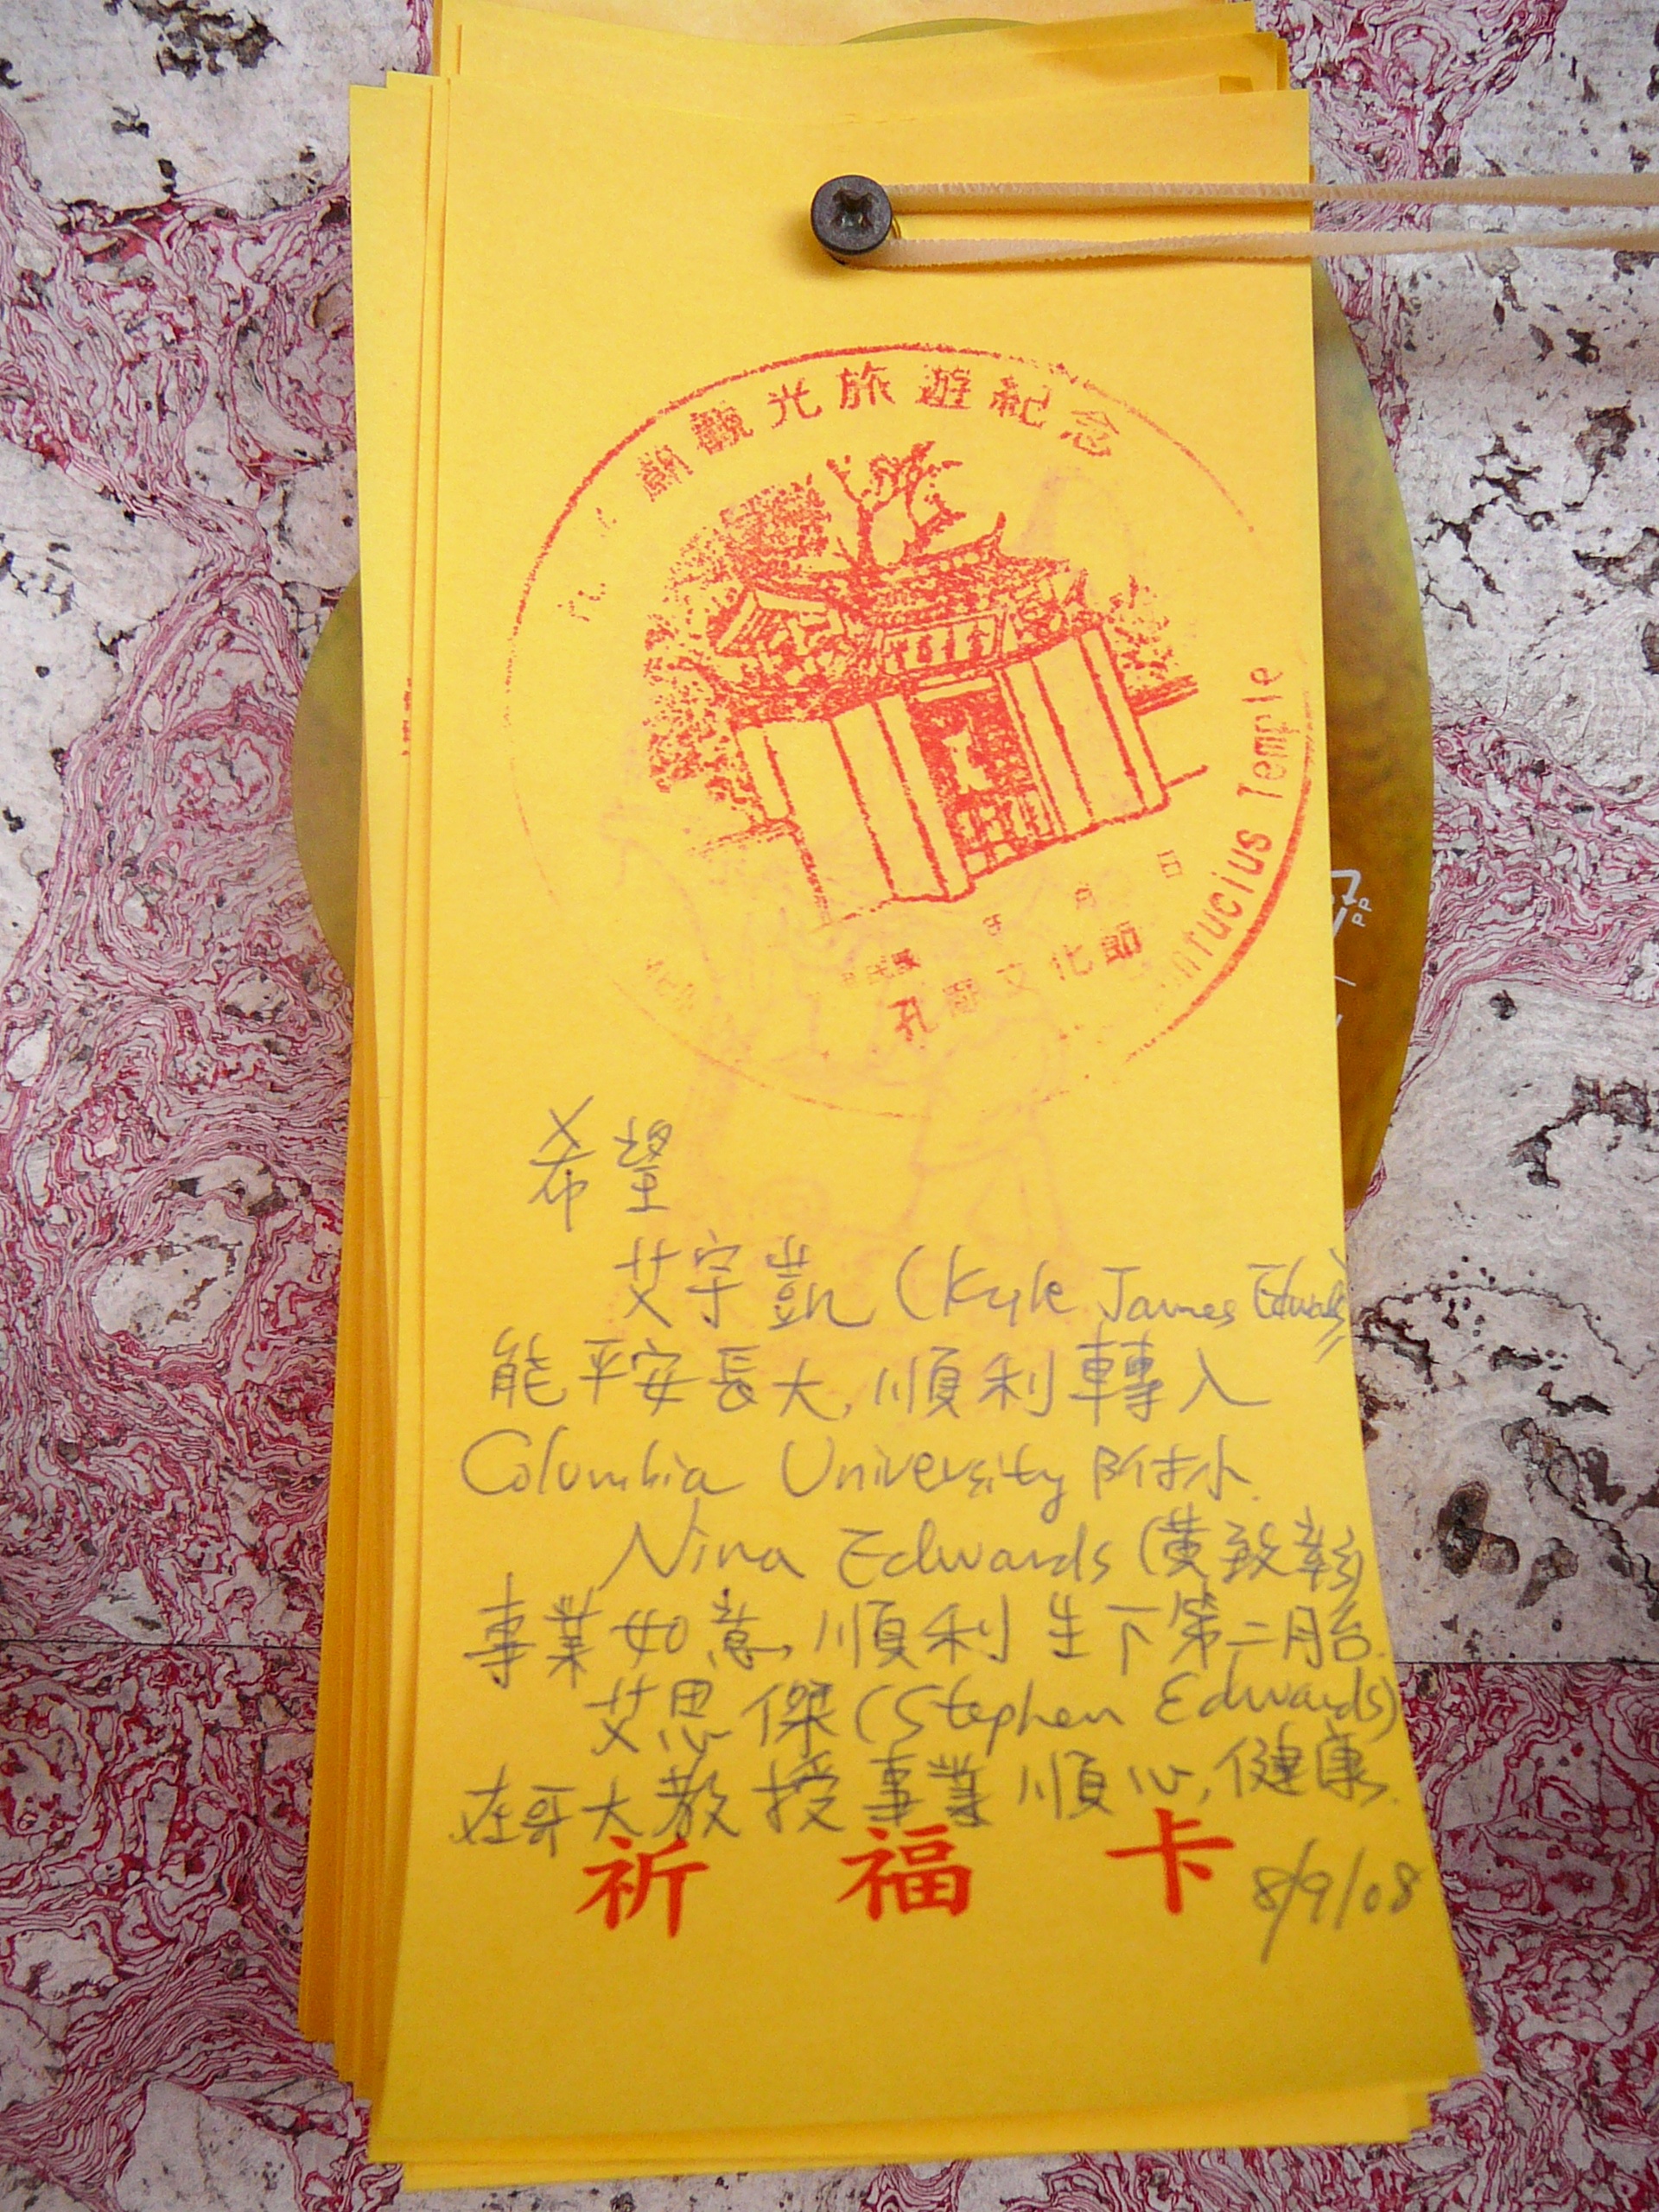 廟觀光旅遊紀念
Temple
孔廟文化節
希望
艾宇凱 (Kyle James Edwards)
能平安長大,順利轉入
Columbia University 附小.
Nina Edwards (黃致彰)
事業如意,順利生下第二胎.
艾思傑 (Stephen Edwards)
在哥大教授事業順心,健康.
祈福卡
8/9/08